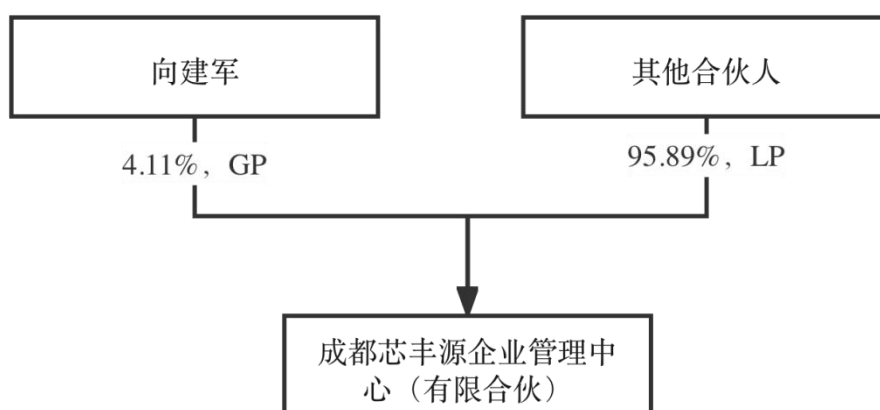 向建军
其他合伙人
4.11%，GP
95.89%，LP
成都芯丰源企业管理中
心（有限合伙）